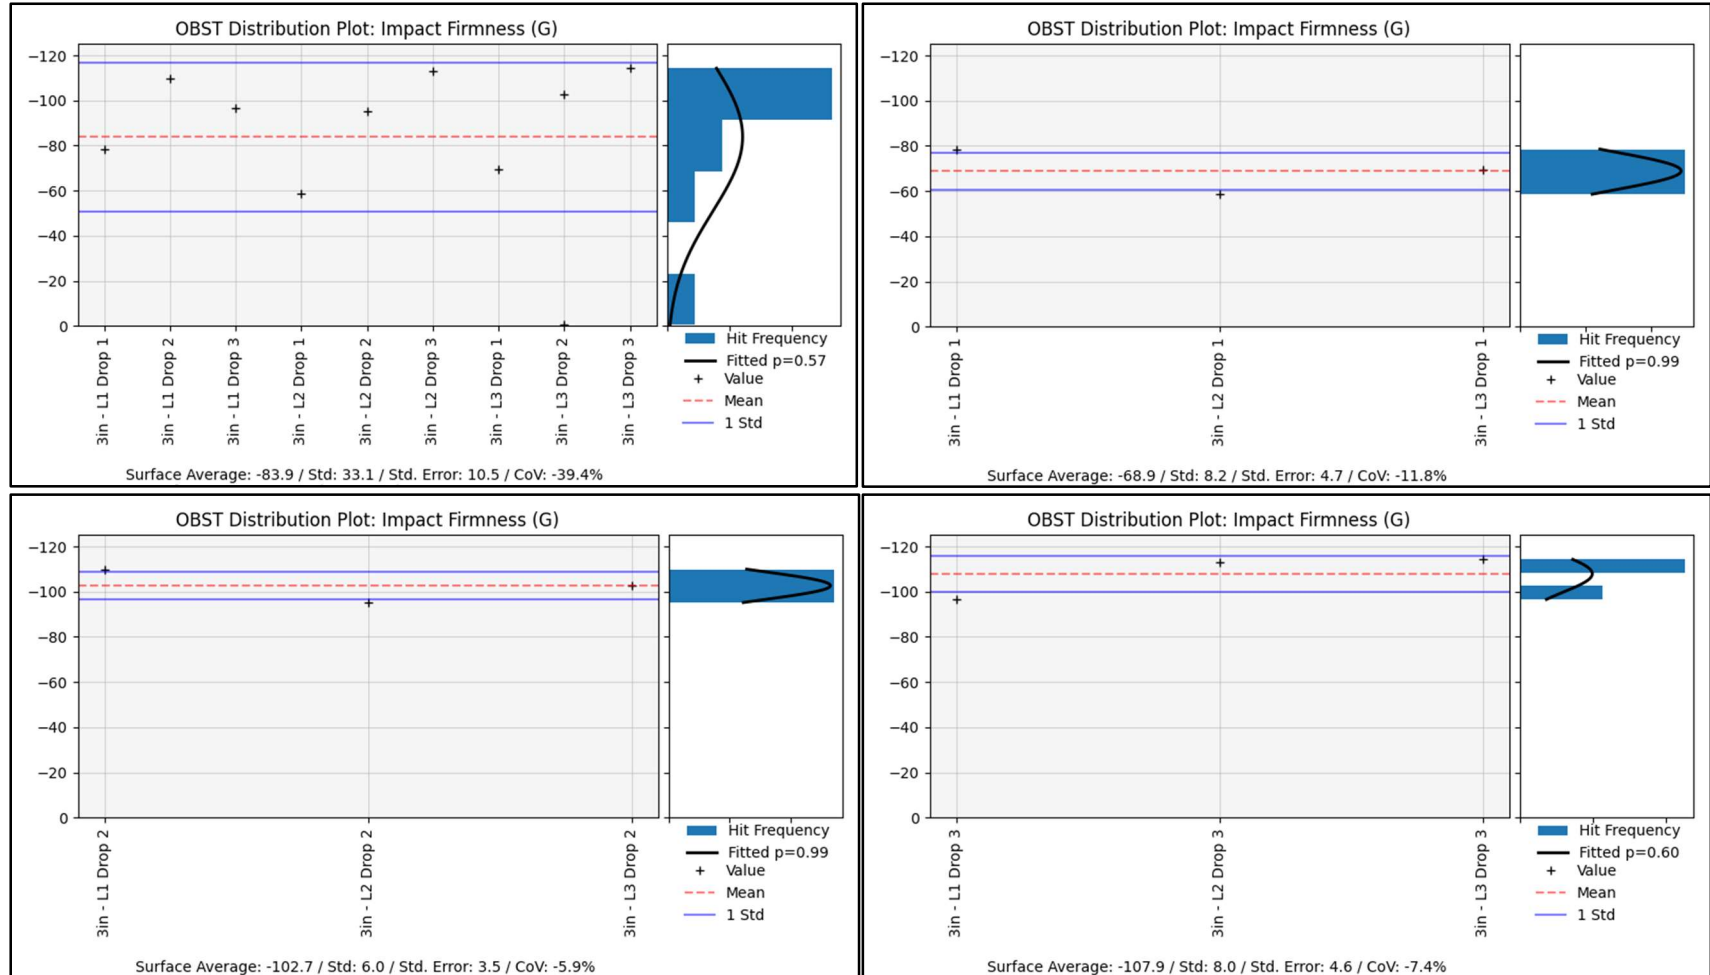 OBST Distribution Plot: Impact Firmness (G)
−120
−100
−80
−60
−40
−20
0
3in - L1 Drop 1
3in - L1 Drop 2
3in - L1 Drop 3
3in - L2 Drop 1
3in - L2 Drop 2
3in - L2 Drop 3
3in - L3 Drop 1
3in - L3 Drop 2
3in - L3 Drop 3
Hit Frequency
Fitted p=0.57
Value
Mean
1 Std
Surface Average: -83.9 / Std: 33.1 / Std. Error: 10.5 / CoV: -39.4%
OBST Distribution Plot: Impact Firmness (G)
−120
−100
−80
−60
−40
−20
0
3in - L1 Drop 1
3in - L2 Drop 1
3in - L3 Drop 1
Hit Frequency
Fitted p=0.99
Value
Mean
1 Std
Surface Average: -68.9 / Std: 8.2 / Std. Error: 4.7 / CoV: -11.8%
OBST Distribution Plot: Impact Firmness (G)
−120
−100
−80
−60
−40
−20
0
3in - L1 Drop 2
3in - L2 Drop 2
3in - L3 Drop 2
Hit Frequency
Fitted p=0.99
Value
Mean
1 Std
Surface Average: -102.7 / Std: 6.0 / Std. Error: 3.5 / CoV: -5.9%
OBST Distribution Plot: Impact Firmness (G)
−120
−100
−80
−60
−40
−20
0
3in - L1 Drop 3
3in - L2 Drop 3
3in - L3 Drop 3
Hit Frequency
Fitted p=0.60
Value
Mean
1 Std
Surface Average: -107.9 / Std: 8.0 / Std. Error: 4.6 / CoV: -7.4%